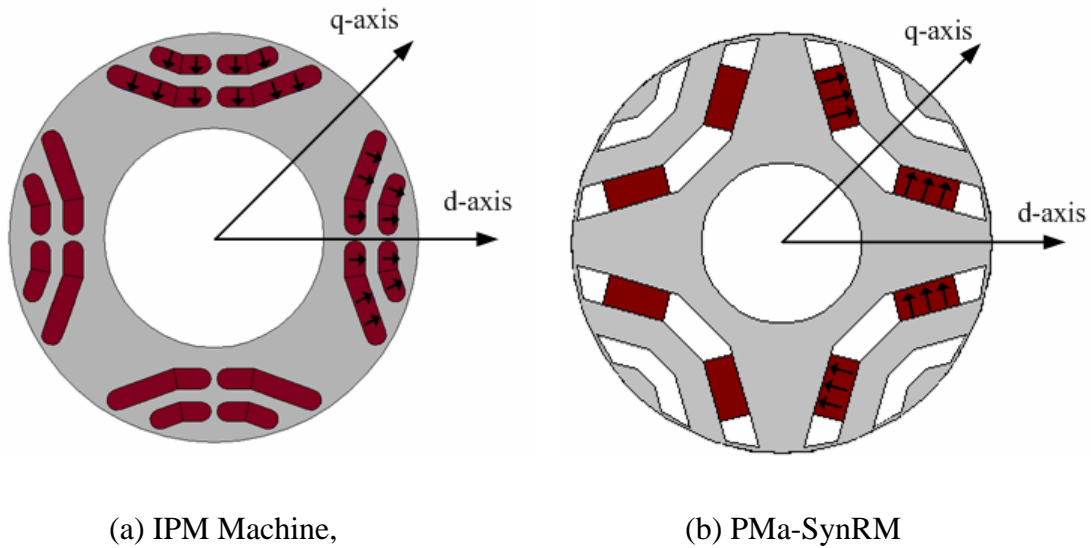 q-axis
d-axis
q-axis
d-axis
(a) IPM Machine,
(b) PMa-SynRM